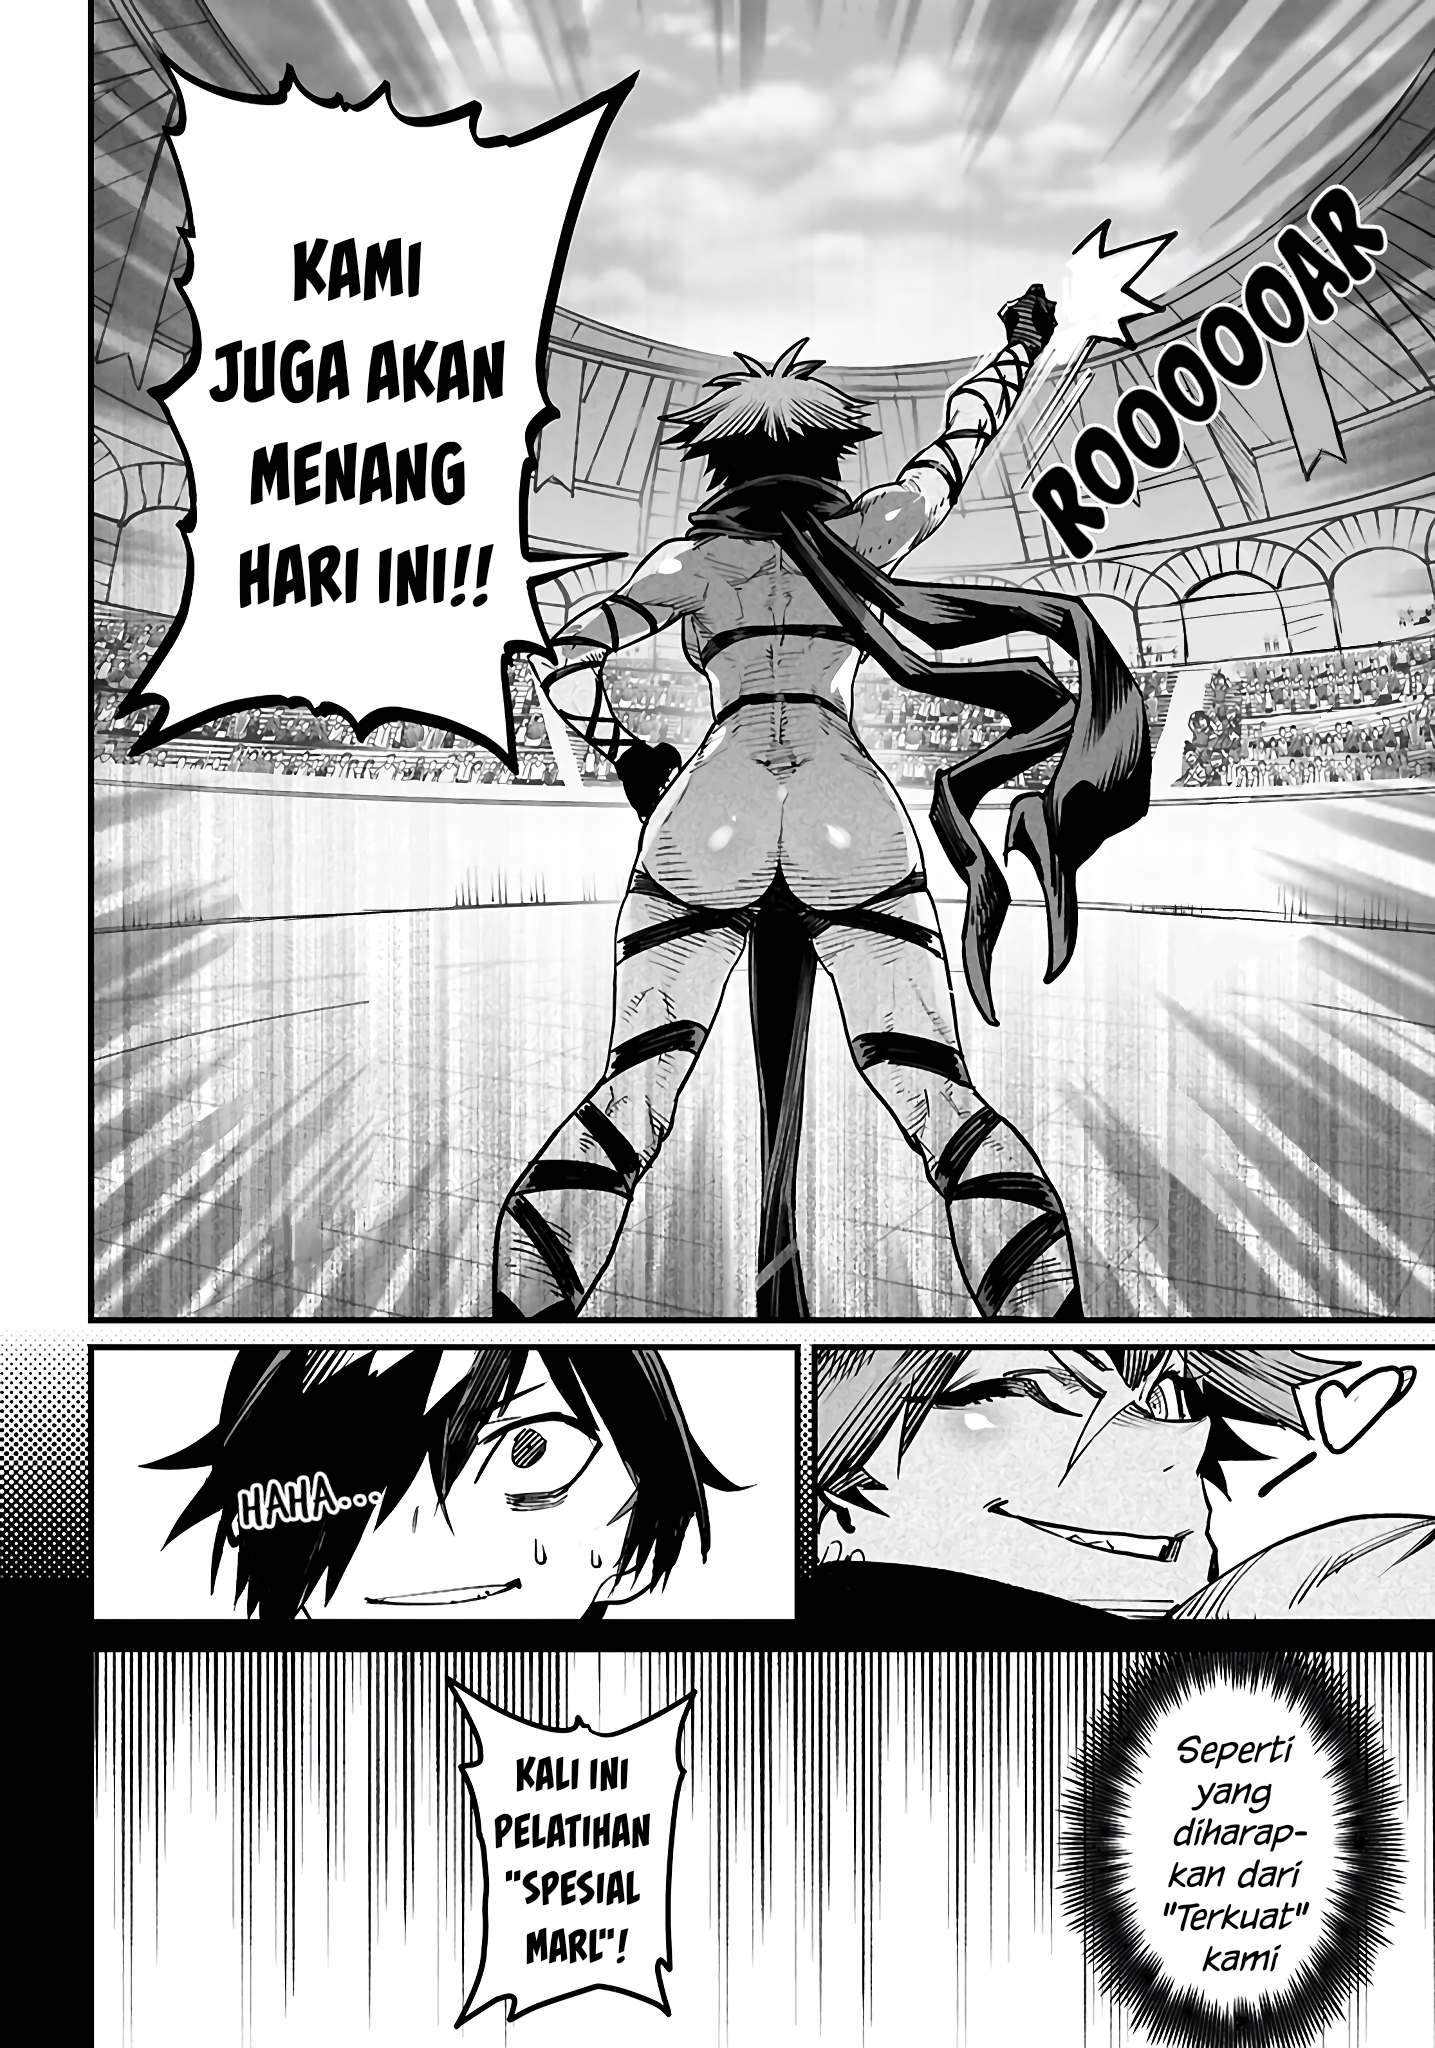 KAMI
JUGA AKAN
MENANG
HARI INI!!
ROOOOOOAR
HAHA...
Seperti
yang
diharap-
kan dari
"Terkuat"
kami
KALI INI
PELATIHAN
"SPESIAL
MARL"!